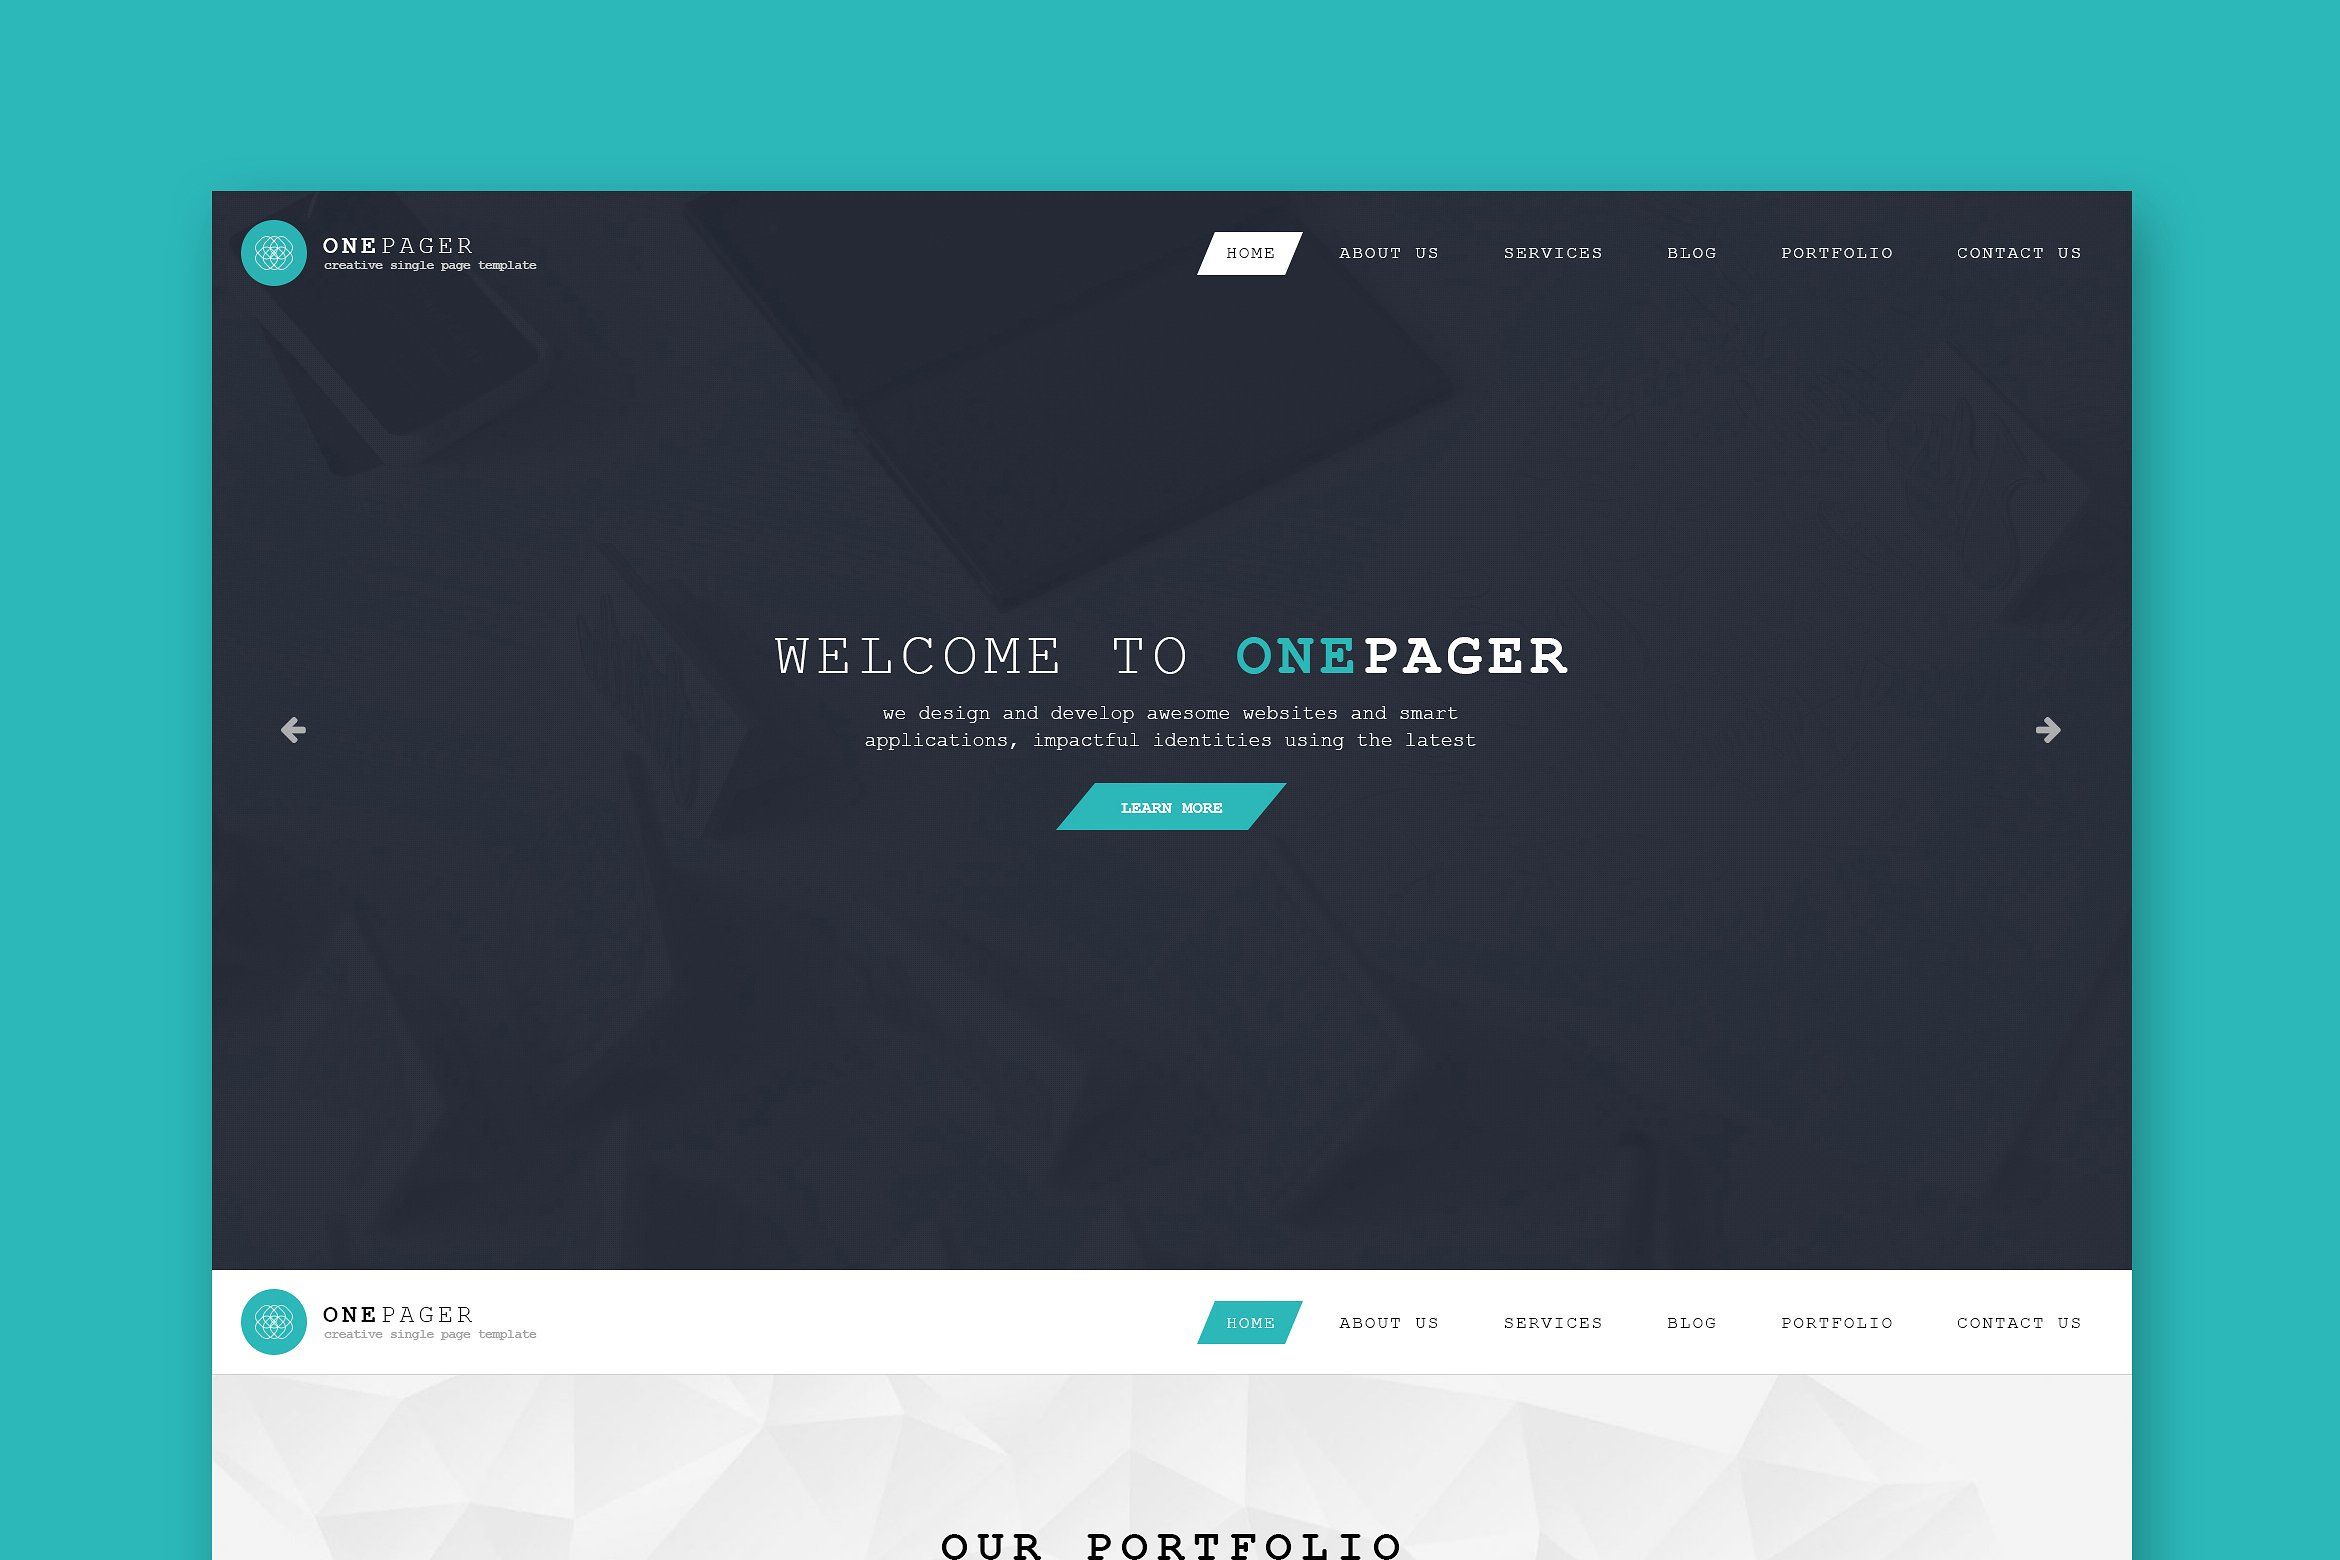 ONEPAGER
creative single page template
HOME ABOUT US SERVICES BLOG PORTFOLIO CONTACT US
WELCOME TO ONEPAGER
we design and develop awesome websites and smart
applications, impactful identities using the latest
LEARN MORE
ONEPAGER
creative single page template
HOME ABOUT US SERVICES BLOG PORTFOLIO CONTACT US
OUR PORTFOLIO